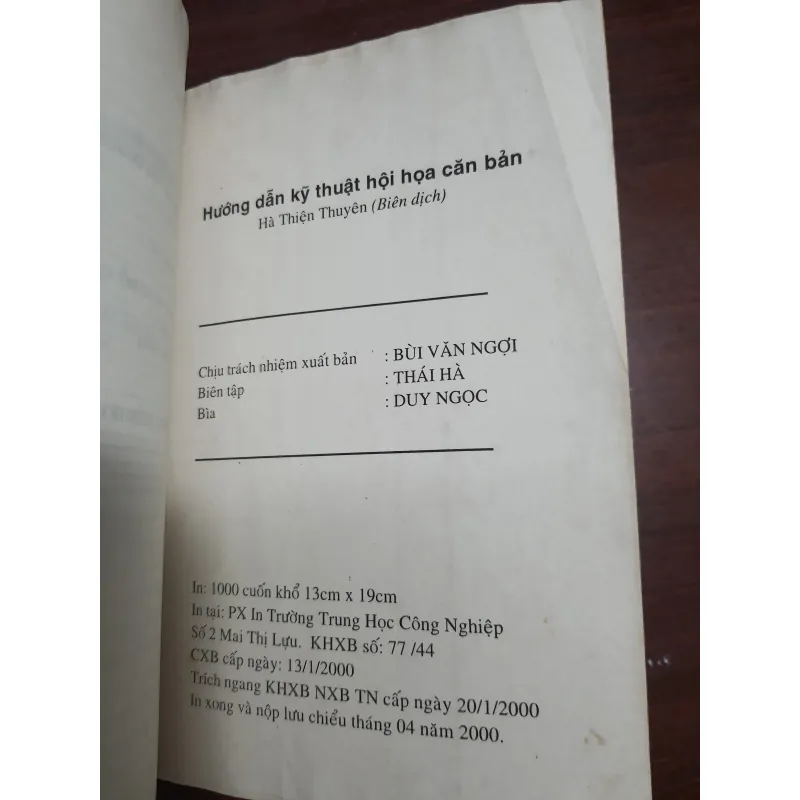 Hướng dẫn kỹ thuật hội họa căn bản
Hà Thiện Thuyên (Biên dịch)
Chịu trách nhiệm xuất bản : BÙI VĂN NGỢI
Biên tập : THÁI HÀ
Bìa : DUY NGỌC
In: 1000 cuốn khổ 13cm x 19cm
In tại: PX In Trường Trung Học Công Nghiệp
Số 2 Mai Thị Lựu. KHXB số: 77 /44
CXB cấp ngày: 13/1/2000
Trích ngang KHXB NXB TN cấp ngày 20/1/2000
In xong và nộp lưu chiểu tháng 04 năm 2000.